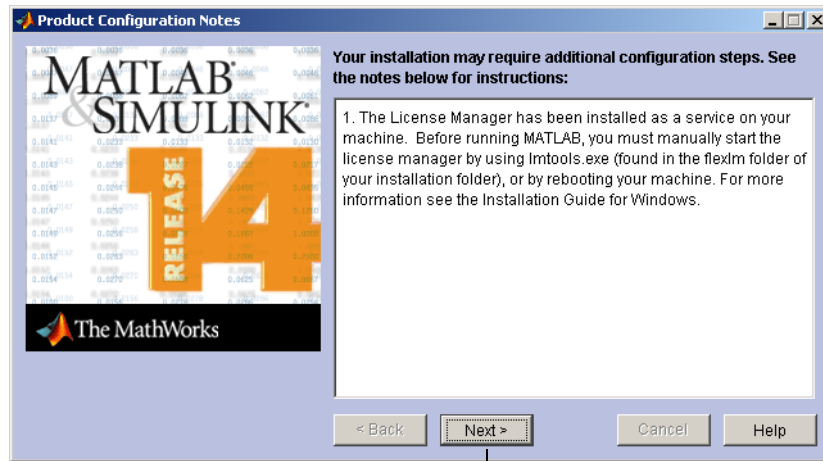 Product Configuration Notes
MATLAB
& SIMULINK
RELEASE 14
The MathWorks
Your installation may require additional configuration steps. See
the notes below for instructions:
1. The License Manager has been installed as a service on your
machine. Before running MATLAB, you must manually start the
license manager by using lmtools.exe (found in the flexlm folder of
your installation folder), or by rebooting your machine. For more
information see the Installation Guide for Windows.
< Back
Next >
Cancel
Help